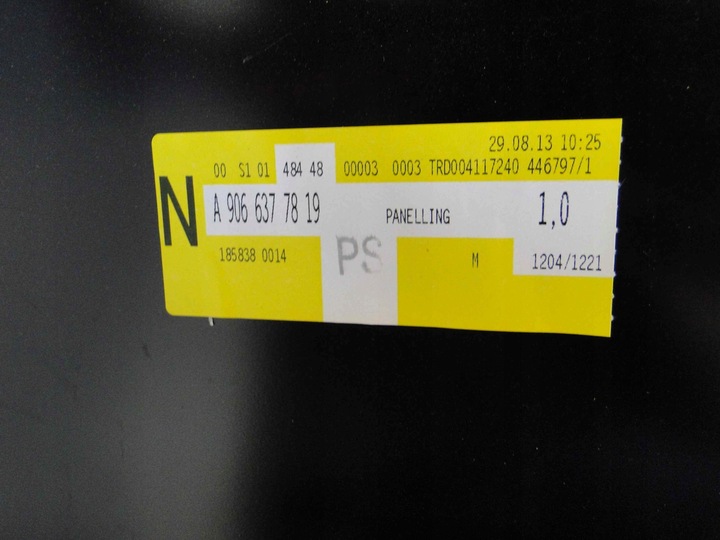 29.08.13 10:25
00 S1 01 484 48 00003 0003 TRD004117240 446797/1
N
A 906 637 78 19 PANELLING 1,0
185838 0014 PS M 1204/1221